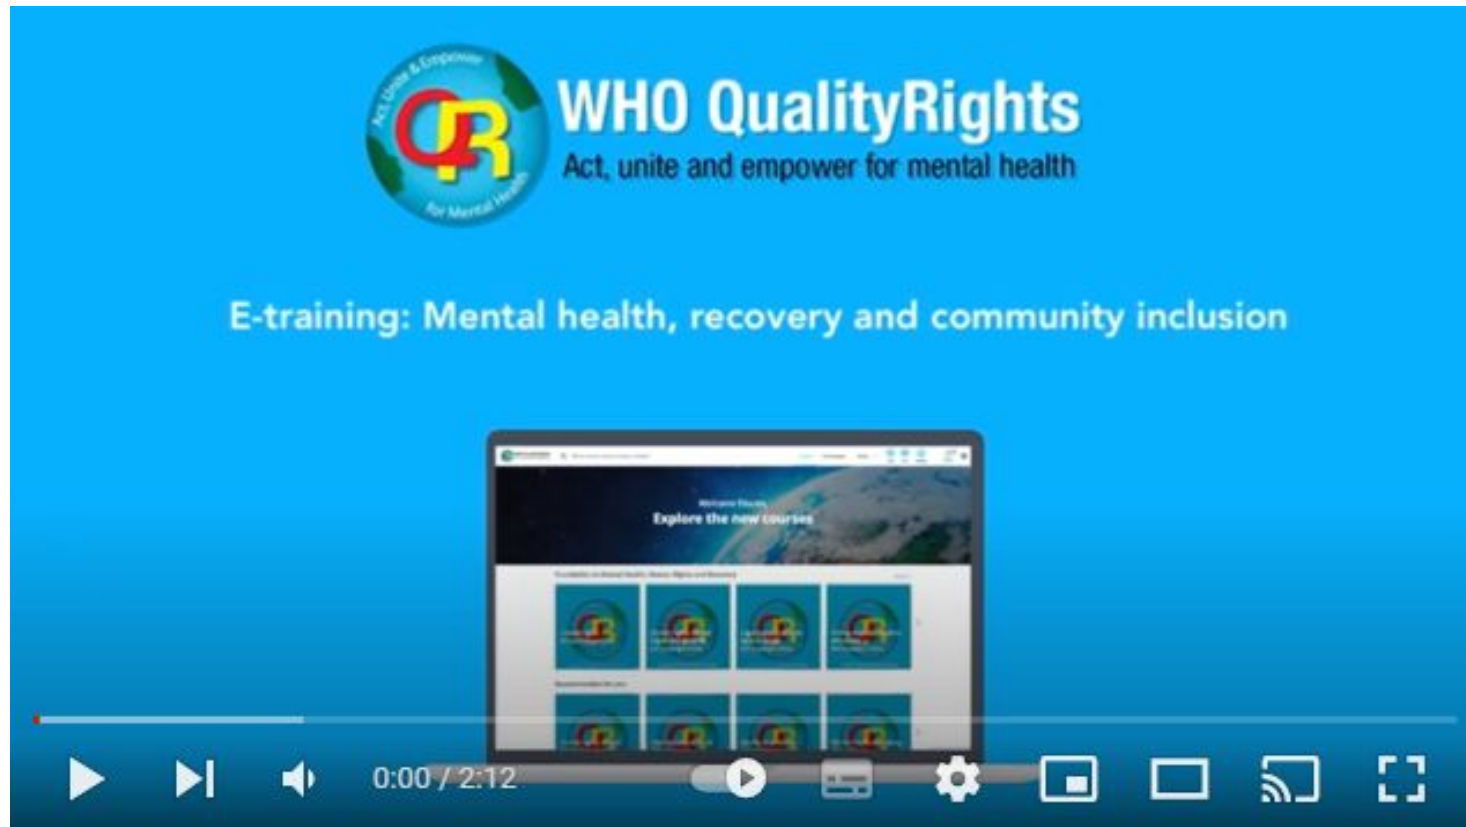 Act, Unite & Empower
for Mental Health
QR
WHO QualityRights
Act, unite and empower for mental health
E-training: Mental health, recovery and community inclusion
Explore the new courses
0:00 / 2:12